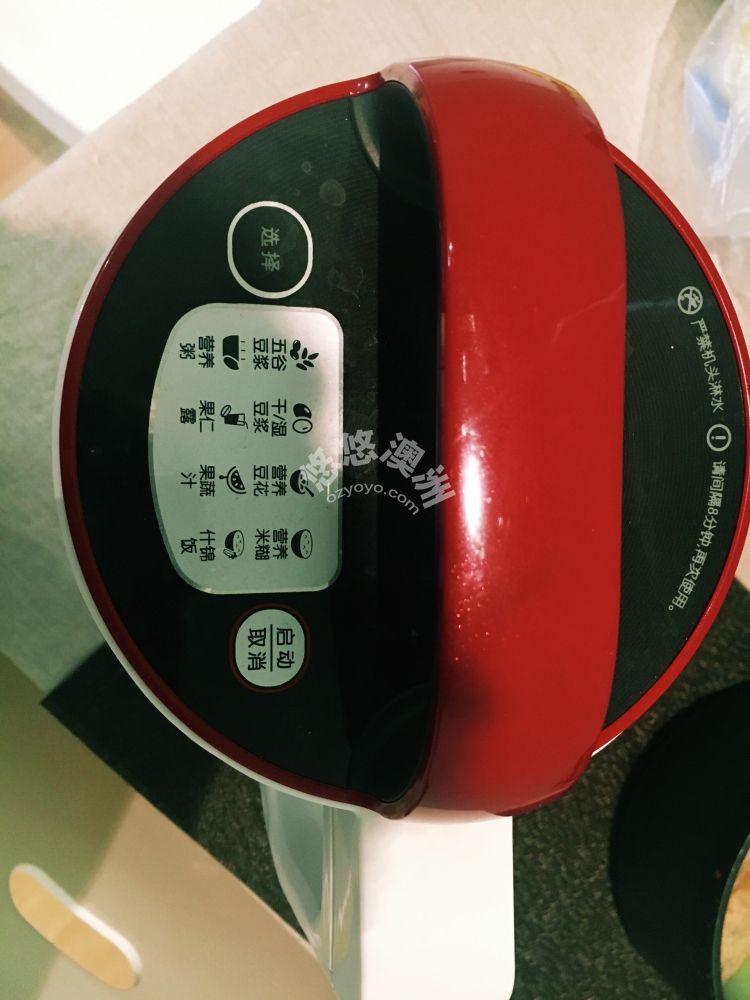 严禁机头淋水 请间隔8分钟,再次使用。
选择
五谷 干/湿 营养 营养
豆浆 豆浆 豆花 米糊
营养 果仁 果蔬 什锦
粥 露 汁 饭
启动
取消
悠悠澳洲
ozyoyo.com